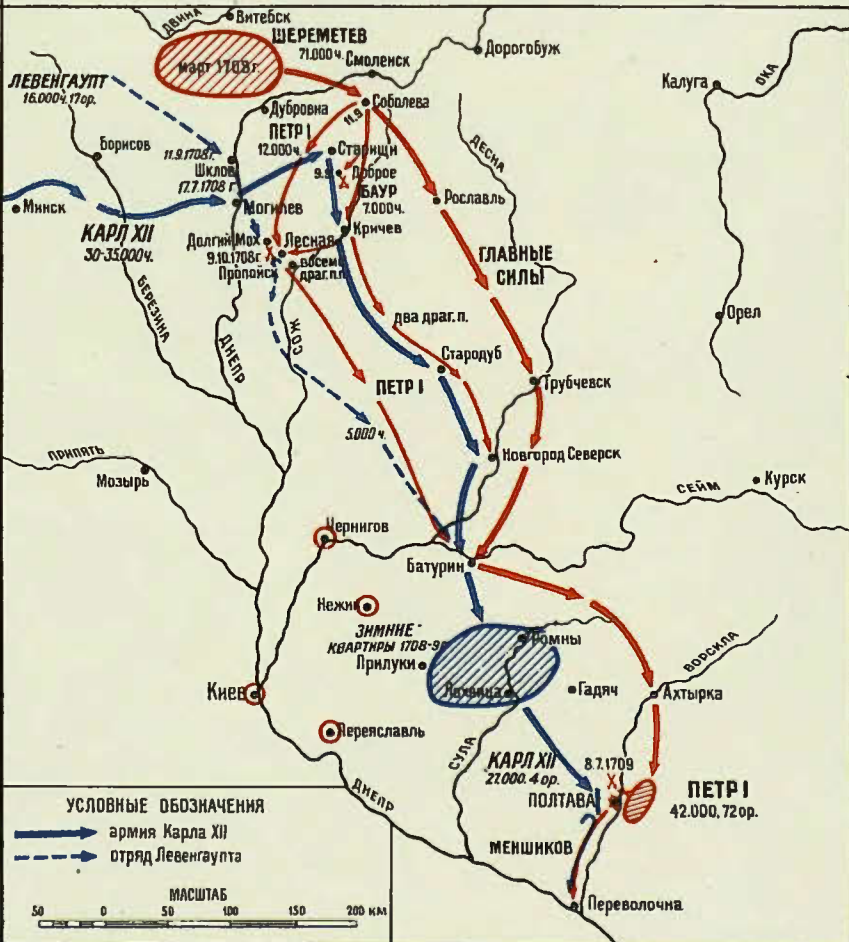 ДВИНА
Витебск
ШЕРЕМЕТЕВ
71.000 ч.
Смоленск
Дорогобуж
март 1708 г.
ЛЕВЕНГАУПТ
16.000 ч. 17 ор.
Калуга
ОКА
Дубровна
Соболева
11.9.
ПЕТР I
12.000 ч.
ДЕСНА
Борисов
11.9.1708 г.
Старищи
Шклов
17.7.1708 г
9.9.
Доброе
БАУР
7.000 ч.
Рославль
Минск
Могилев
КАРЛ XII
30-35.000 ч.
Долгий Мох
9.10.1708 г
Лесная
Кричев
Пропойск
восемь
драг. п.
ГЛАВНЫЕ
СИЛЫ
БЕРЕЗИНА
ДНЕПР
СОЖ
два драг. п.
Орел
Стародуб
ПЕТР I
Трубчевск
5.000 ч.
ПРИПЯТЬ
Мозырь
Новгород Северск
СЕЙМ
Курск
Чернигов
Батурин
Нежин
ЗИМНИЕ
КВАРТИРЫ 1708-9
Прилуки
Ромны
Лохвица
Гадяч
ВОРСКЛА
Ахтырка
Киев
Переяславль
ДНЕПР
СУЛА
КАРЛ XII
27.000. 4 ор.
8.7.1709
ПОЛТАВА
ПЕТР I
42.000, 72 ор.
МЕНШИКОВ
Переволочна
УСЛОВНЫЕ ОБОЗНАЧЕНИЯ
армия Карла XII
отряд Левенгаупта
МАСШТАБ
50 0 50 100 150 200 КМ